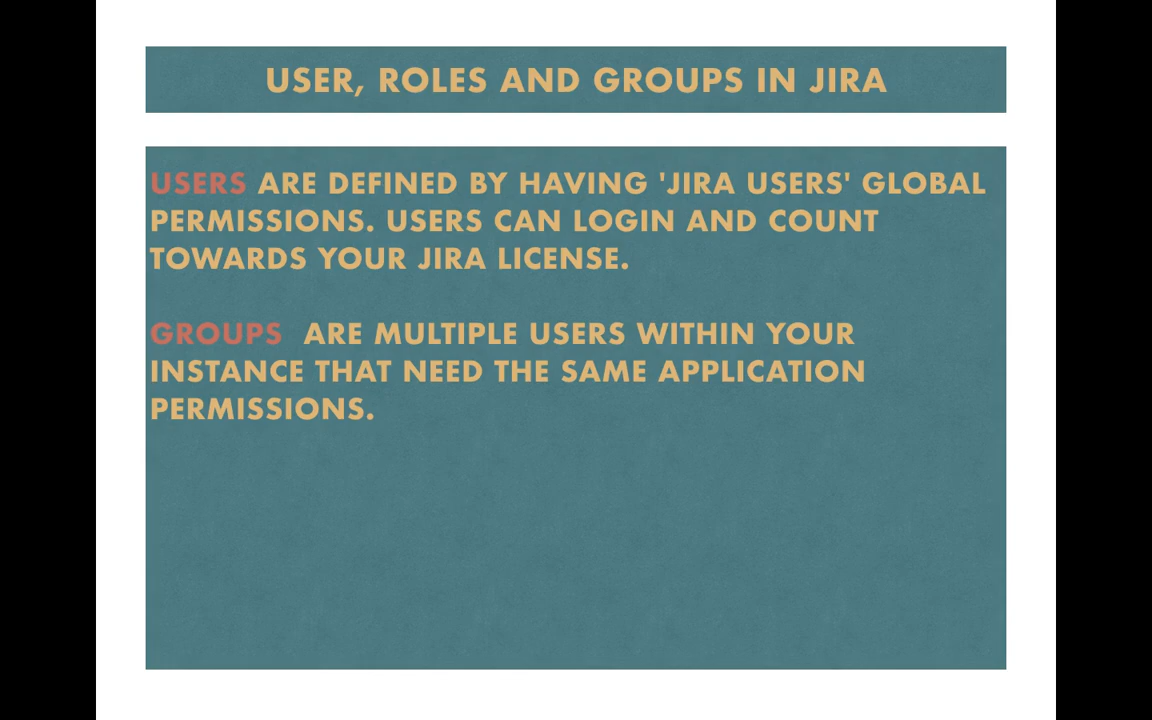 USER, ROLES AND GROUPS IN JIRA
USERS ARE DEFINED BY HAVING 'JIRA USERS' GLOBAL
PERMISSIONS. USERS CAN LOGIN AND COUNT
TOWARDS YOUR JIRA LICENSE.
GROUPS ARE MULTIPLE USERS WITHIN YOUR
INSTANCE THAT NEED THE SAME APPLICATION
PERMISSIONS.